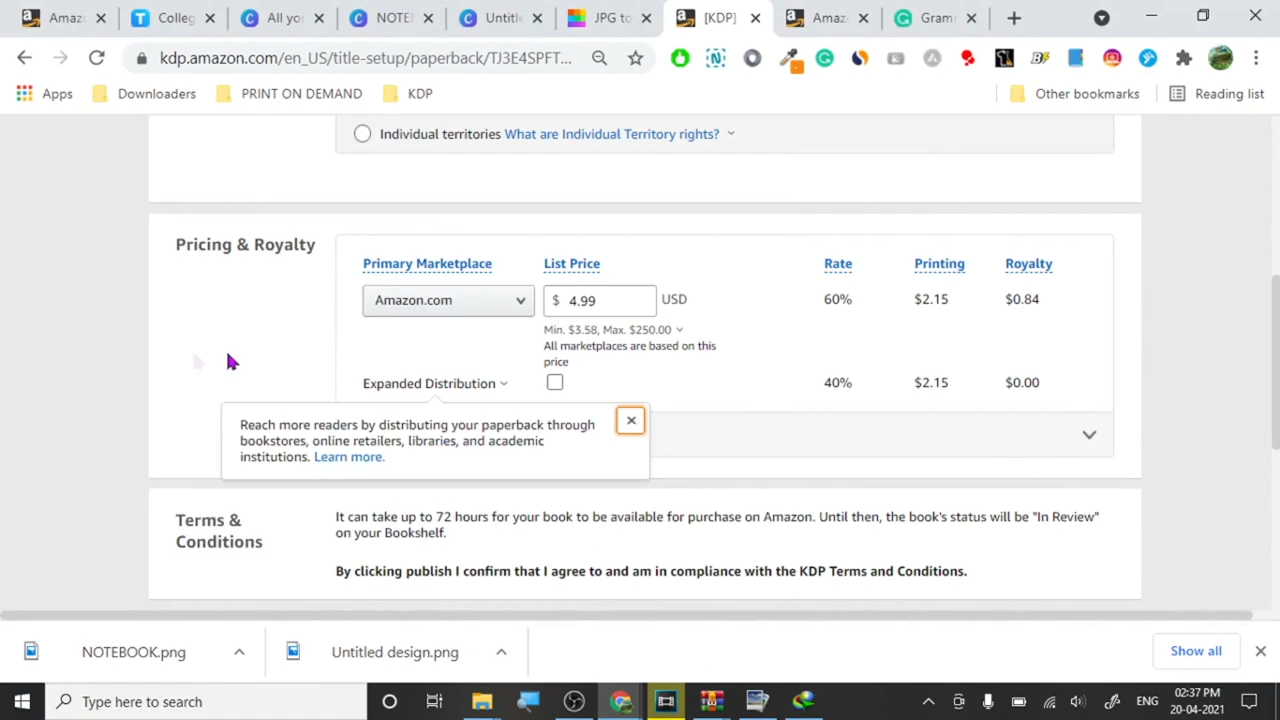 Amazo
Colleg
All yo
NOTE
Untitle
JPG to
[KDP]
Amaz
Gram
kdp.amazon.com/en_US/title-setup/paperback/TJ3E4SPFT...
Apps
Downloaders
PRINT ON DEMAND
KDP
Other bookmarks
Reading list
Individual territories What are Individual Territory rights?
Pricing & Royalty
Primary Marketplace List Price Rate Printing Royalty
Amazon.com $ 4.99 USD 60% $2.15 $0.84
Min. $3.58, Max. $250.00
All marketplaces are based on this
price
Expanded Distribution 40% $2.15 $0.00
Reach more readers by distributing your paperback through
bookstores, online retailers, libraries, and academic
institutions. Learn more.
Terms &
Conditions
It can take up to 72 hours for your book to be available for purchase on Amazon. Until then, the book's status will be "In Review"
on your Bookshelf.
By clicking publish I confirm that I agree to and am in compliance with the KDP Terms and Conditions.
NOTEBOOK.png
Untitled design.png
Show all
Type here to search
ENG
02:37 PM
20-04-2021